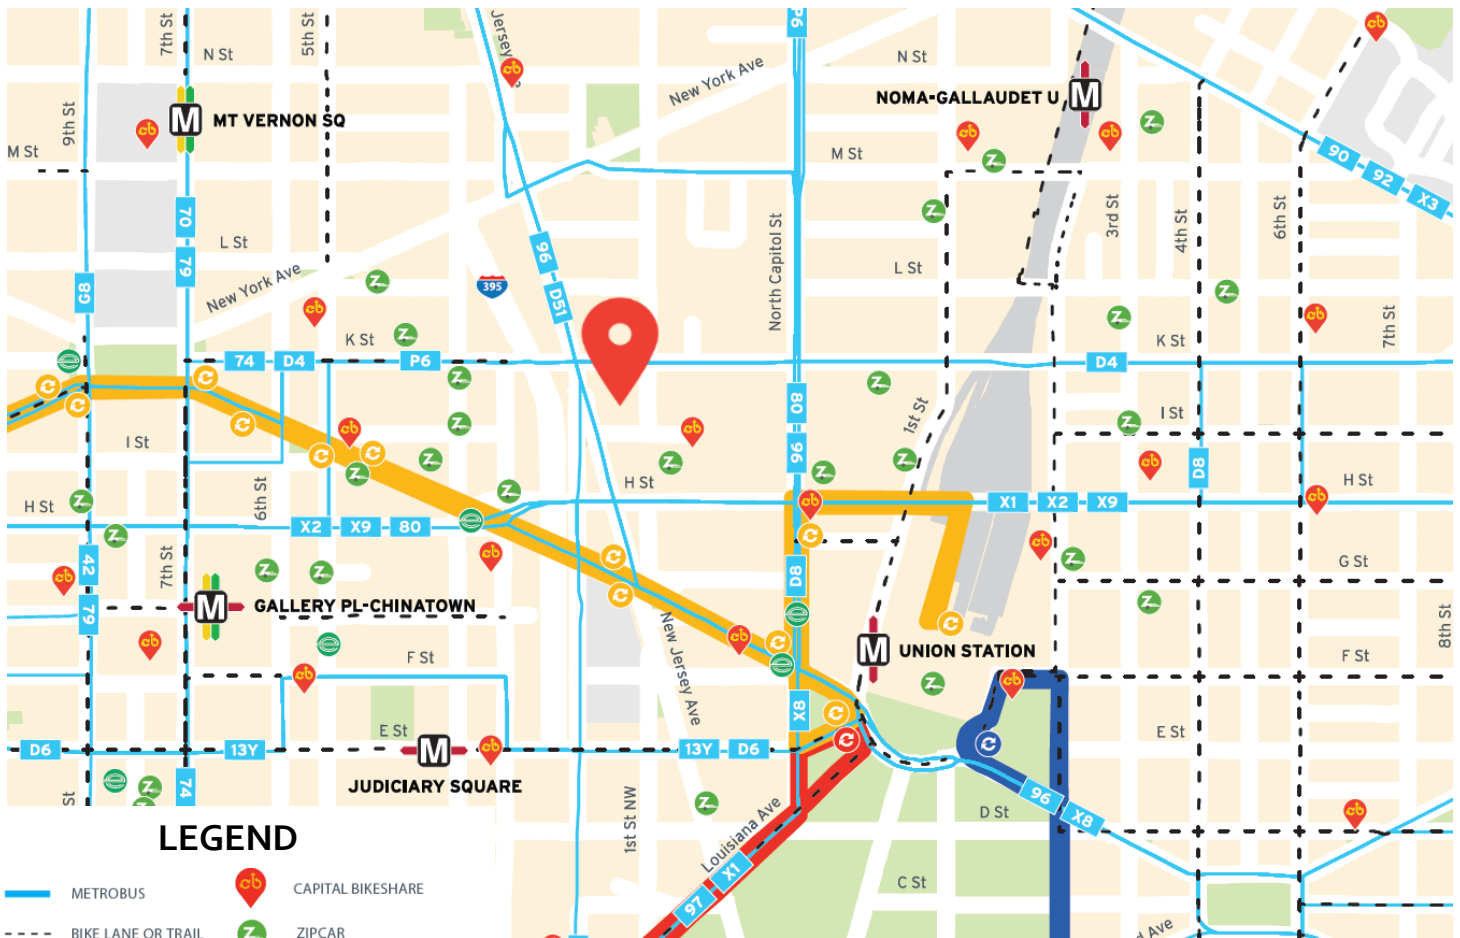 7th St
N St
5th St
Jersey
New York Ave
P6
N St
NOMA-GALLAUDET U
M
cb
9th St
M
MT VERNON SQ
M St
M St
90
92
X3
70
79
L St
New York Ave
G8
96
D51
395
North Capitol St
L St
3rd St
4th St
6th St
7th St
K St
74
D4
P6
D4
K St
80
96
1st St
I St
I St
D8
6th St
H St
H St
H St
X2
X9
80
X1
X2
X9
42
79
7th St
D8
G St
M
GALLERY PL-CHINATOWN
New Jersey Ave
M
UNION STATION
8th St
F St
F St
X8
E St
E St
D6
13Y
M
13Y
D6
JUDICIARY SQUARE
74
St
96
X8
D St
1st St NW
Louisiana Ave
97
X1
C St
d Ave
LEGEND
METROBUS
cb
CAPITAL BIKESHARE
BIKE LANE OR TRAIL
Z
ZIPCAR